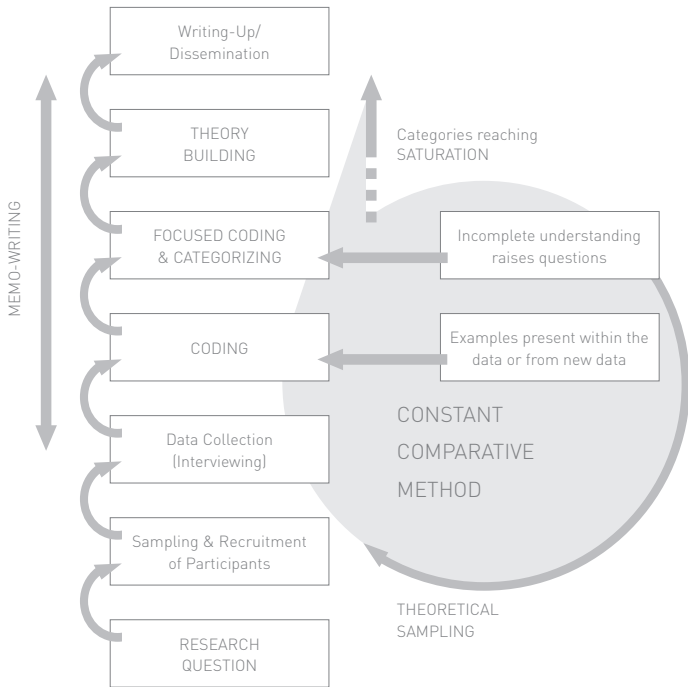 Writing-Up/
Dissemination
THEORY
BUILDING
Categories reaching
SATURATION
MEMO-WRITING
FOCUSED CODING
& CATEGORIZING
Incomplete understanding
raises questions
CODING
Examples present within the
data or from new data
CONSTANT
COMPARATIVE
METHOD
Data Collection
(Interviewing)
Sampling & Recruitment
of Participants
THEORETICAL
SAMPLING
RESEARCH
QUESTION